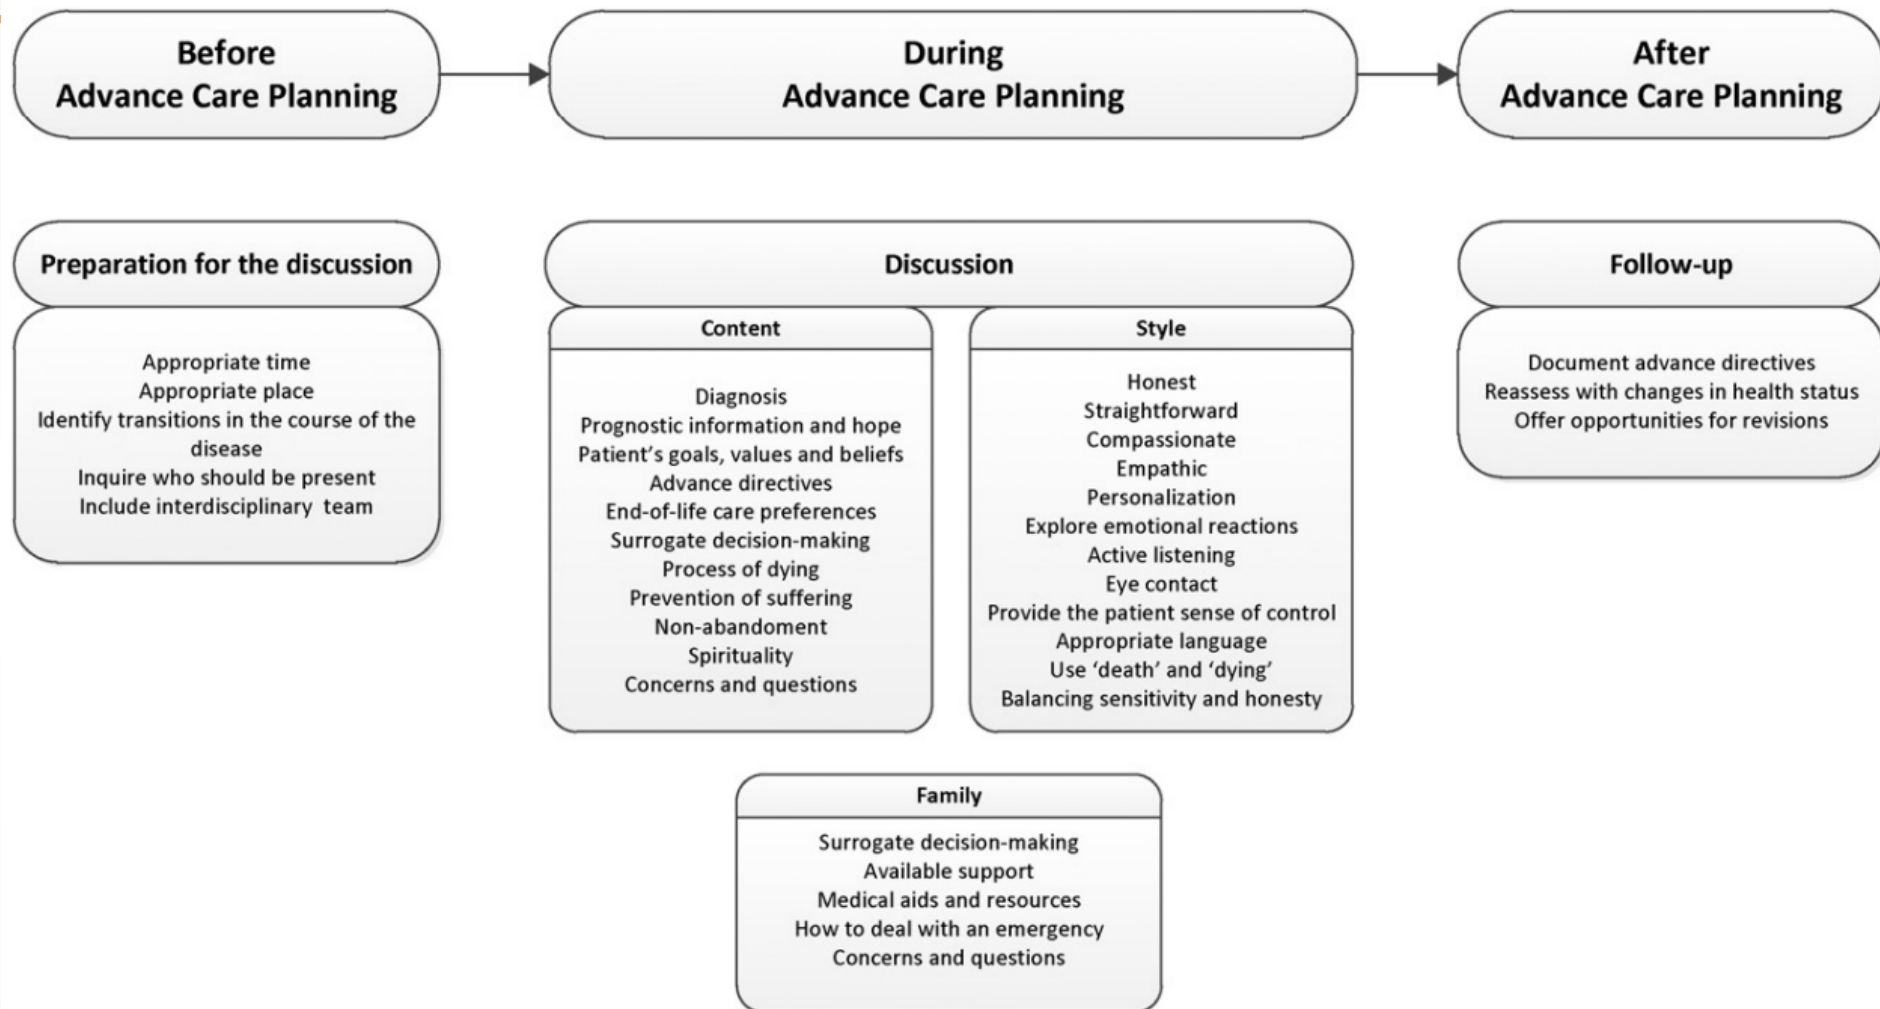 Before
Advance Care Planning
During
Advance Care Planning
After
Advance Care Planning
Preparation for the discussion
Appropriate time
Appropriate place
Identify transitions in the course of the
disease
Inquire who should be present
Include interdisciplinary team
Discussion
Content
Diagnosis
Prognostic information and hope
Patient's goals, values and beliefs
Advance directives
End-of-life care preferences
Surrogate decision-making
Process of dying
Prevention of suffering
Non-abandoment
Spirituality
Concerns and questions
Style
Honest
Straightforward
Compassionate
Empathic
Personalization
Explore emotional reactions
Active listening
Eye contact
Provide the patient sense of control
Appropriate language
Use ‘death’ and ‘dying’
Balancing sensitivity and honesty
Family
Surrogate decision-making
Available support
Medical aids and resources
How to deal with an emergency
Concerns and questions
Follow-up
Document advance directives
Reassess with changes in health status
Offer opportunities for revisions